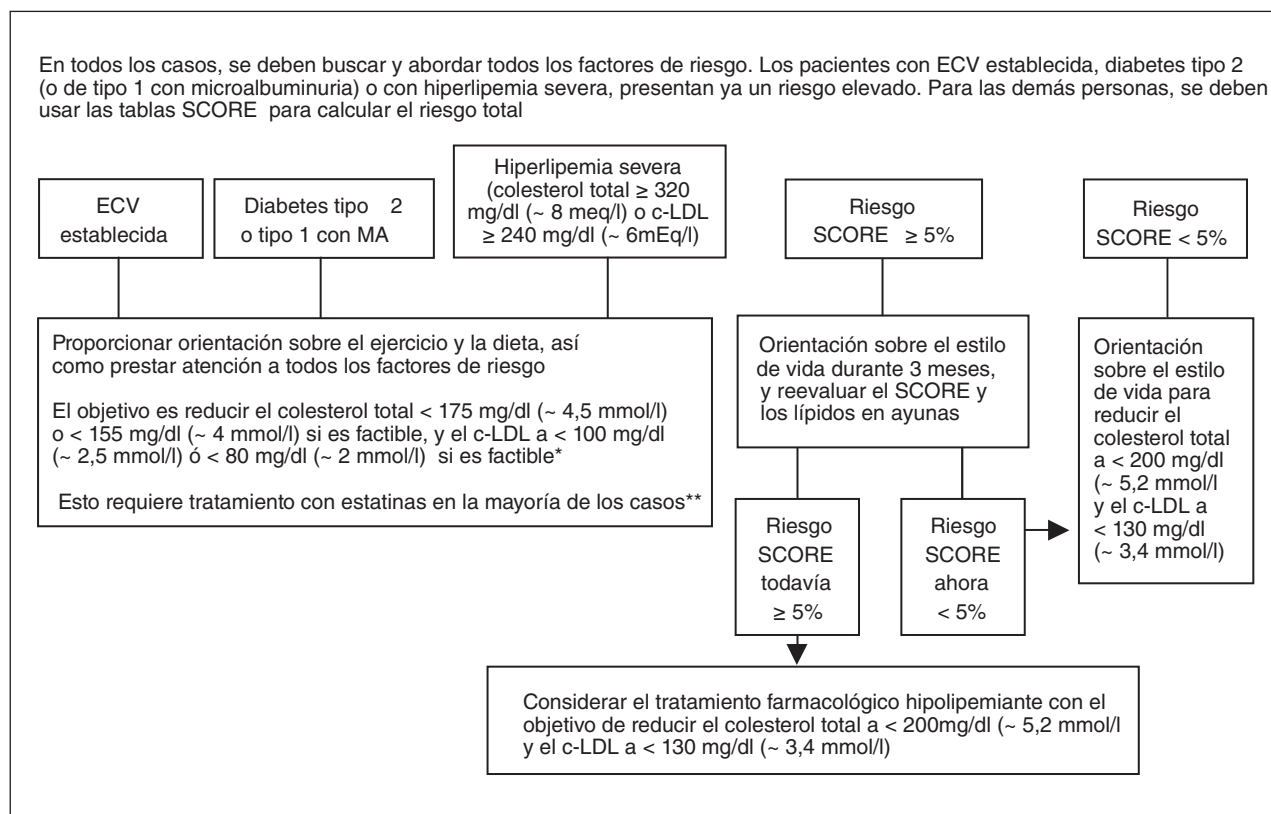 En todos los casos, se deben buscar y abordar todos los factores de riesgo. Los pacientes con ECV establecida, diabetes tipo 2
(o de tipo 1 con microalbuminuria) o con hiperlipemia severa, presentan ya un riesgo elevado. Para las demás personas, se deben
usar las tablas SCORE para calcular el riesgo total
ECV
establecida
Diabetes tipo 2
o tipo 1 con MA
Hiperlipemia severa
(colesterol total ≥ 320
mg/dl (~ 8 meq/l) o c-LDL
≥ 240 mg/dl (~ 6mEq/l)
Riesgo
SCORE ≥ 5%
Riesgo
SCORE < 5%
Proporcionar orientación sobre el ejercicio y la dieta, así
como prestar atención a todos los factores de riesgo
El objetivo es reducir el colesterol total < 175 mg/dl (~ 4,5 mmol/l)
o < 155 mg/dl (~ 4 mmol/l) si es factible, y el c-LDL a < 100 mg/dl
(~ 2,5 mmol/l) ó < 80 mg/dl (~ 2 mmol/l) si es factible*
Esto requiere tratamiento con estatinas en la mayoría de los casos**
Orientación sobre el estilo
de vida durante 3 meses,
y reevaluar el SCORE y
los lípidos en ayunas
Orientación
sobre el estilo
de vida para
reducir el
colesterol total
a < 200 mg/dl
(~ 5,2 mmol/l
y el c-LDL a
< 130 mg/dl
(~ 3,4 mmol/l)
Riesgo
SCORE
todavía
≥ 5%
Riesgo
SCORE
ahora
< 5%
Considerar el tratamiento farmacológico hipolipemiante con el
objetivo de reducir el colesterol total a < 200mg/dl (~ 5,2 mmol/l
y el c-LDL a < 130 mg/dl (~ 3,4 mmol/l)